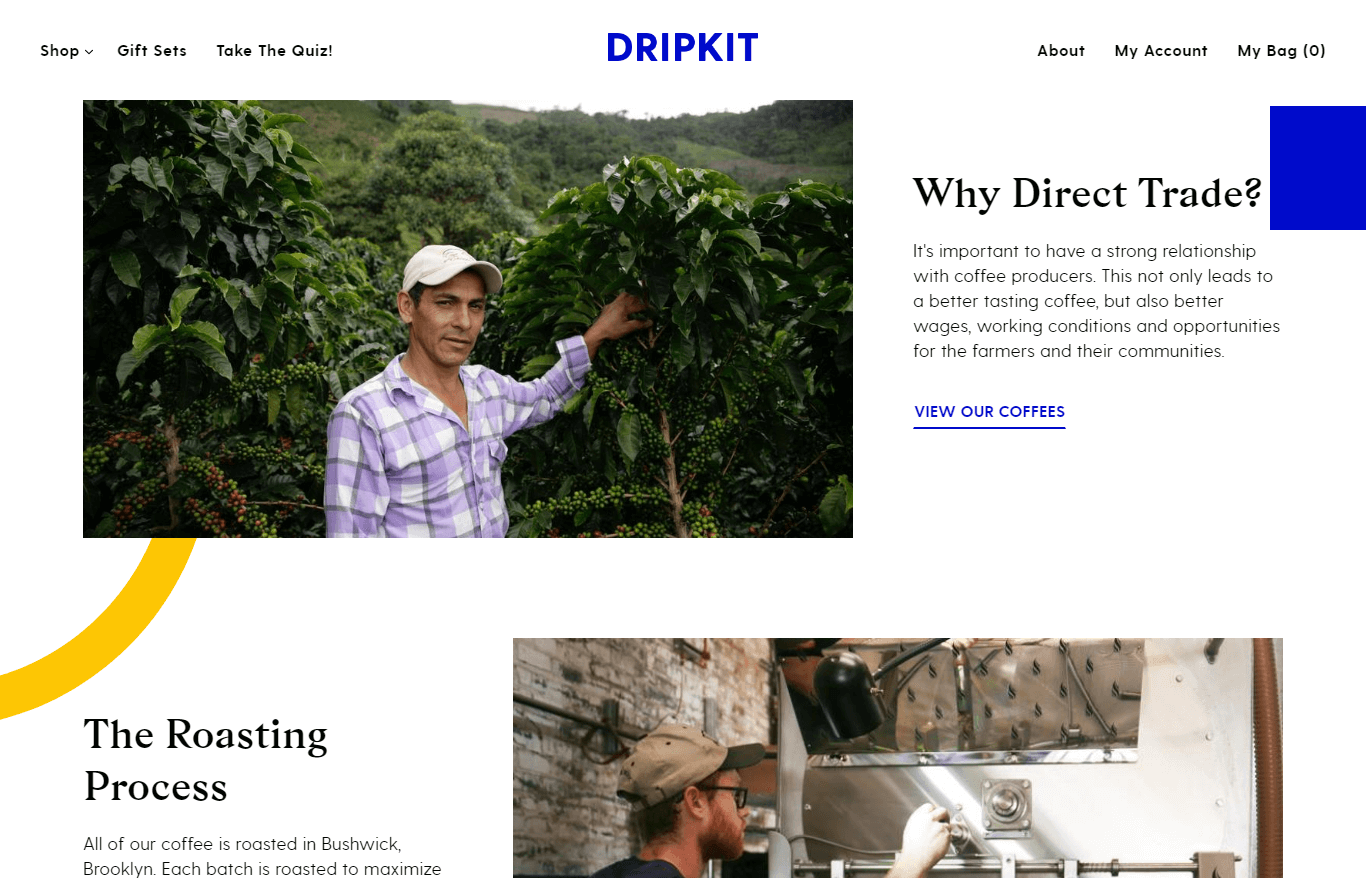 Shop
Gift Sets
Take The Quiz!
DRIPKIT
About
My Account
My Bag (0)
Why Direct Trade?
It's important to have a strong relationship
with coffee producers. This not only leads to
a better tasting coffee, but also better
wages, working conditions and opportunities
for the farmers and their communities.
VIEW OUR COFFEES
The Roasting
Process
All of our coffee is roasted in Bushwick,
Brooklyn. Each batch is roasted to maximize